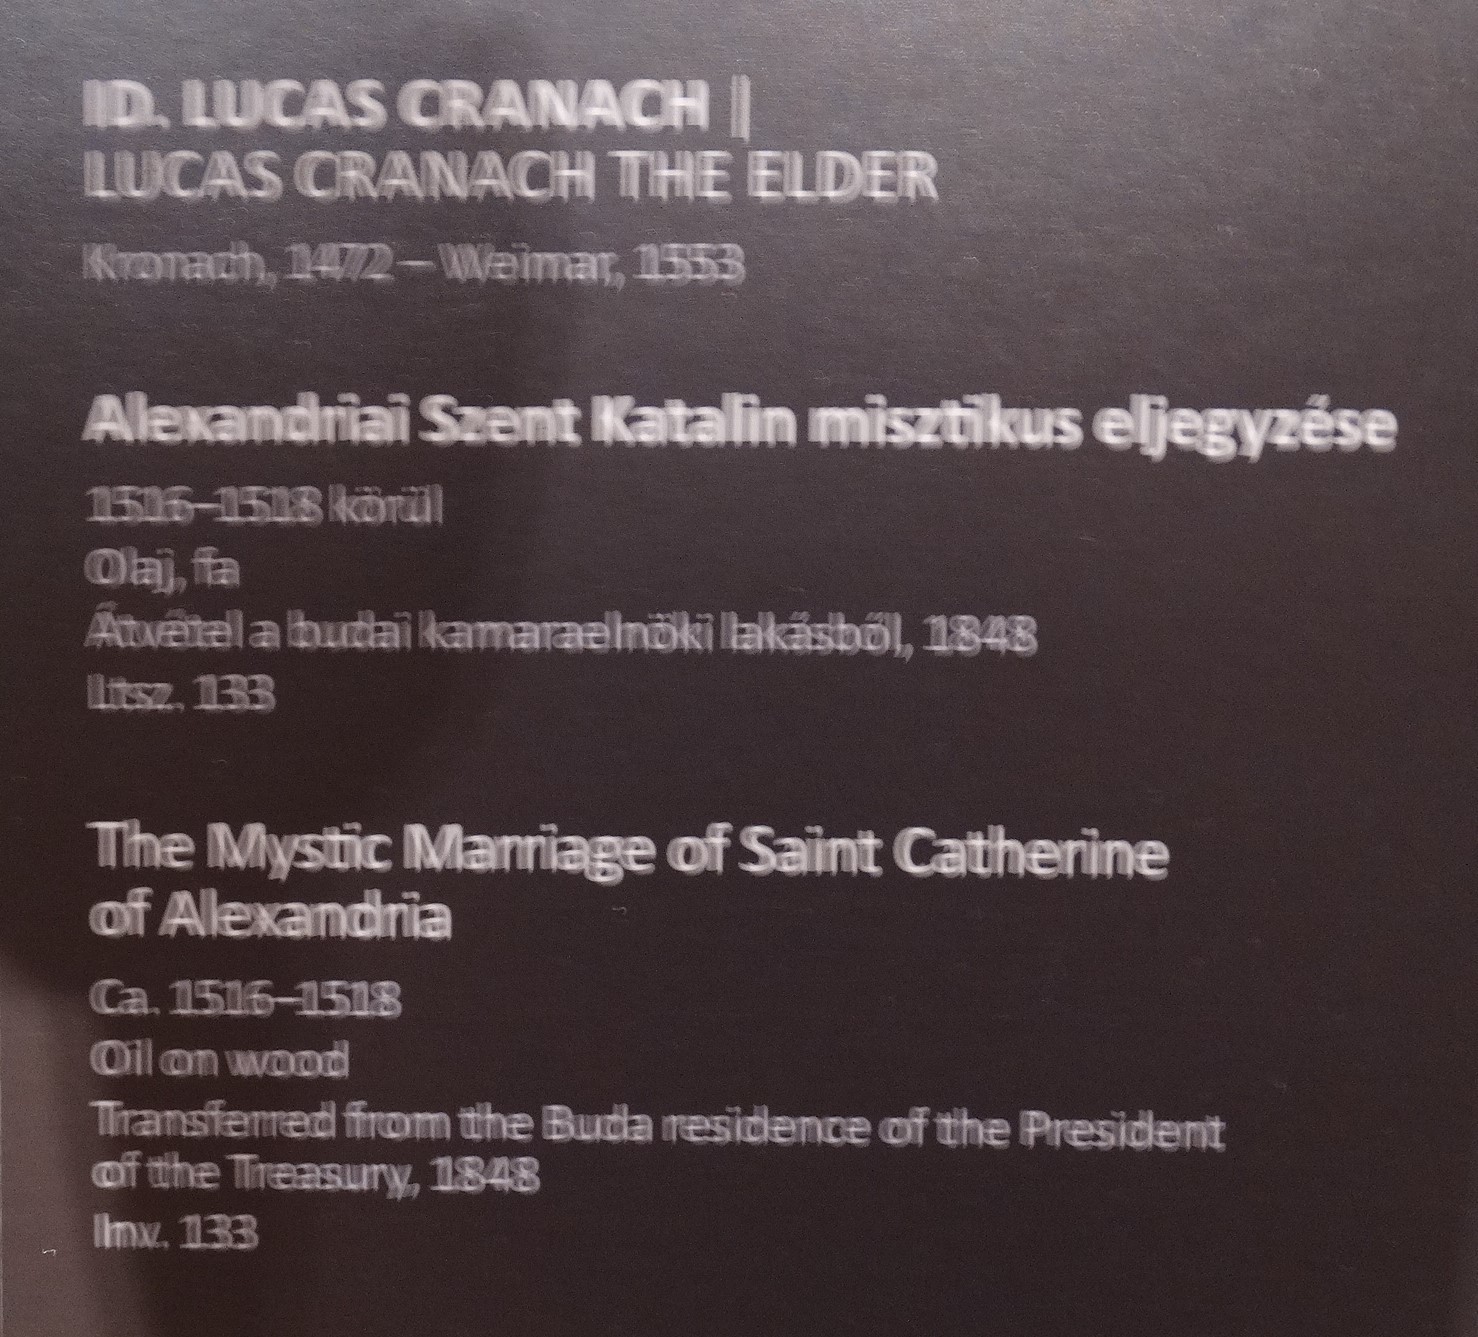 ID. LUCAS CRANACH |
LUCAS CRANACH THE ELDER
Kronach, 1472 – Weimar, 1553
Alexandriai Szent Katalin misztikus eljegyzése
1516–1518 körül
Olaj, fa
Átvétel a budai kamaraelnöki lakásból, 1848
Ltsz. 133
The Mystic Marriage of Saint Catherine
of Alexandria
Ca. 1516–1518
Oil on wood
Transferred from the Buda residence of the President
of the Treasury, 1848
Inv. 133